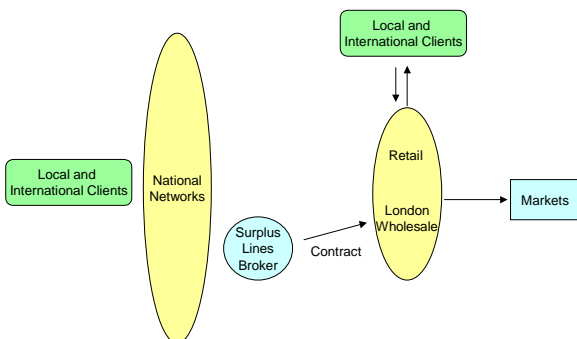 Local and
International Clients
Retail
Local and
International Clients
National
Networks
Markets
London
Wholesale
Surplus
Lines
Broker
Contract